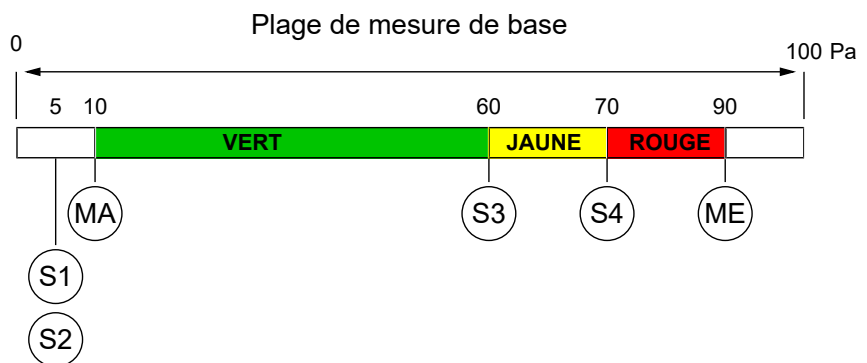 Plage de mesure de base
0
100 Pa
5
10
60
70
90
VERT
JAUNE
ROUGE
MA
S3
S4
ME
S1
S2